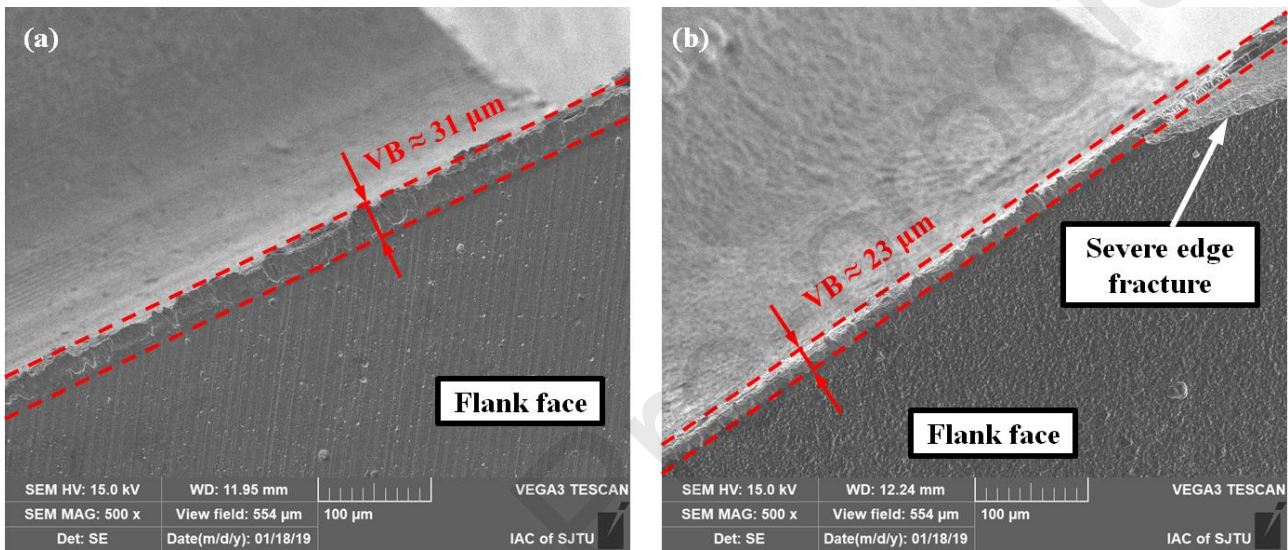 (a)
VB ≈ 31 μm
Flank face
SEM HV: 15.0 kV
WD: 11.95 mm
VEGA3 TESCAN
SEM MAG: 500 x
View field: 554 μm
100 μm
Det: SE
Date(m/d/y): 01/18/19
IAC of SJTU
(b)
VB ≈ 23 μm
Severe edge
fracture
Flank face
SEM HV: 15.0 kV
WD: 12.24 mm
VEGA3 TESCAN
SEM MAG: 500 x
View field: 554 μm
100 μm
Det: SE
Date(m/d/y): 01/18/19
IAC of SJTU